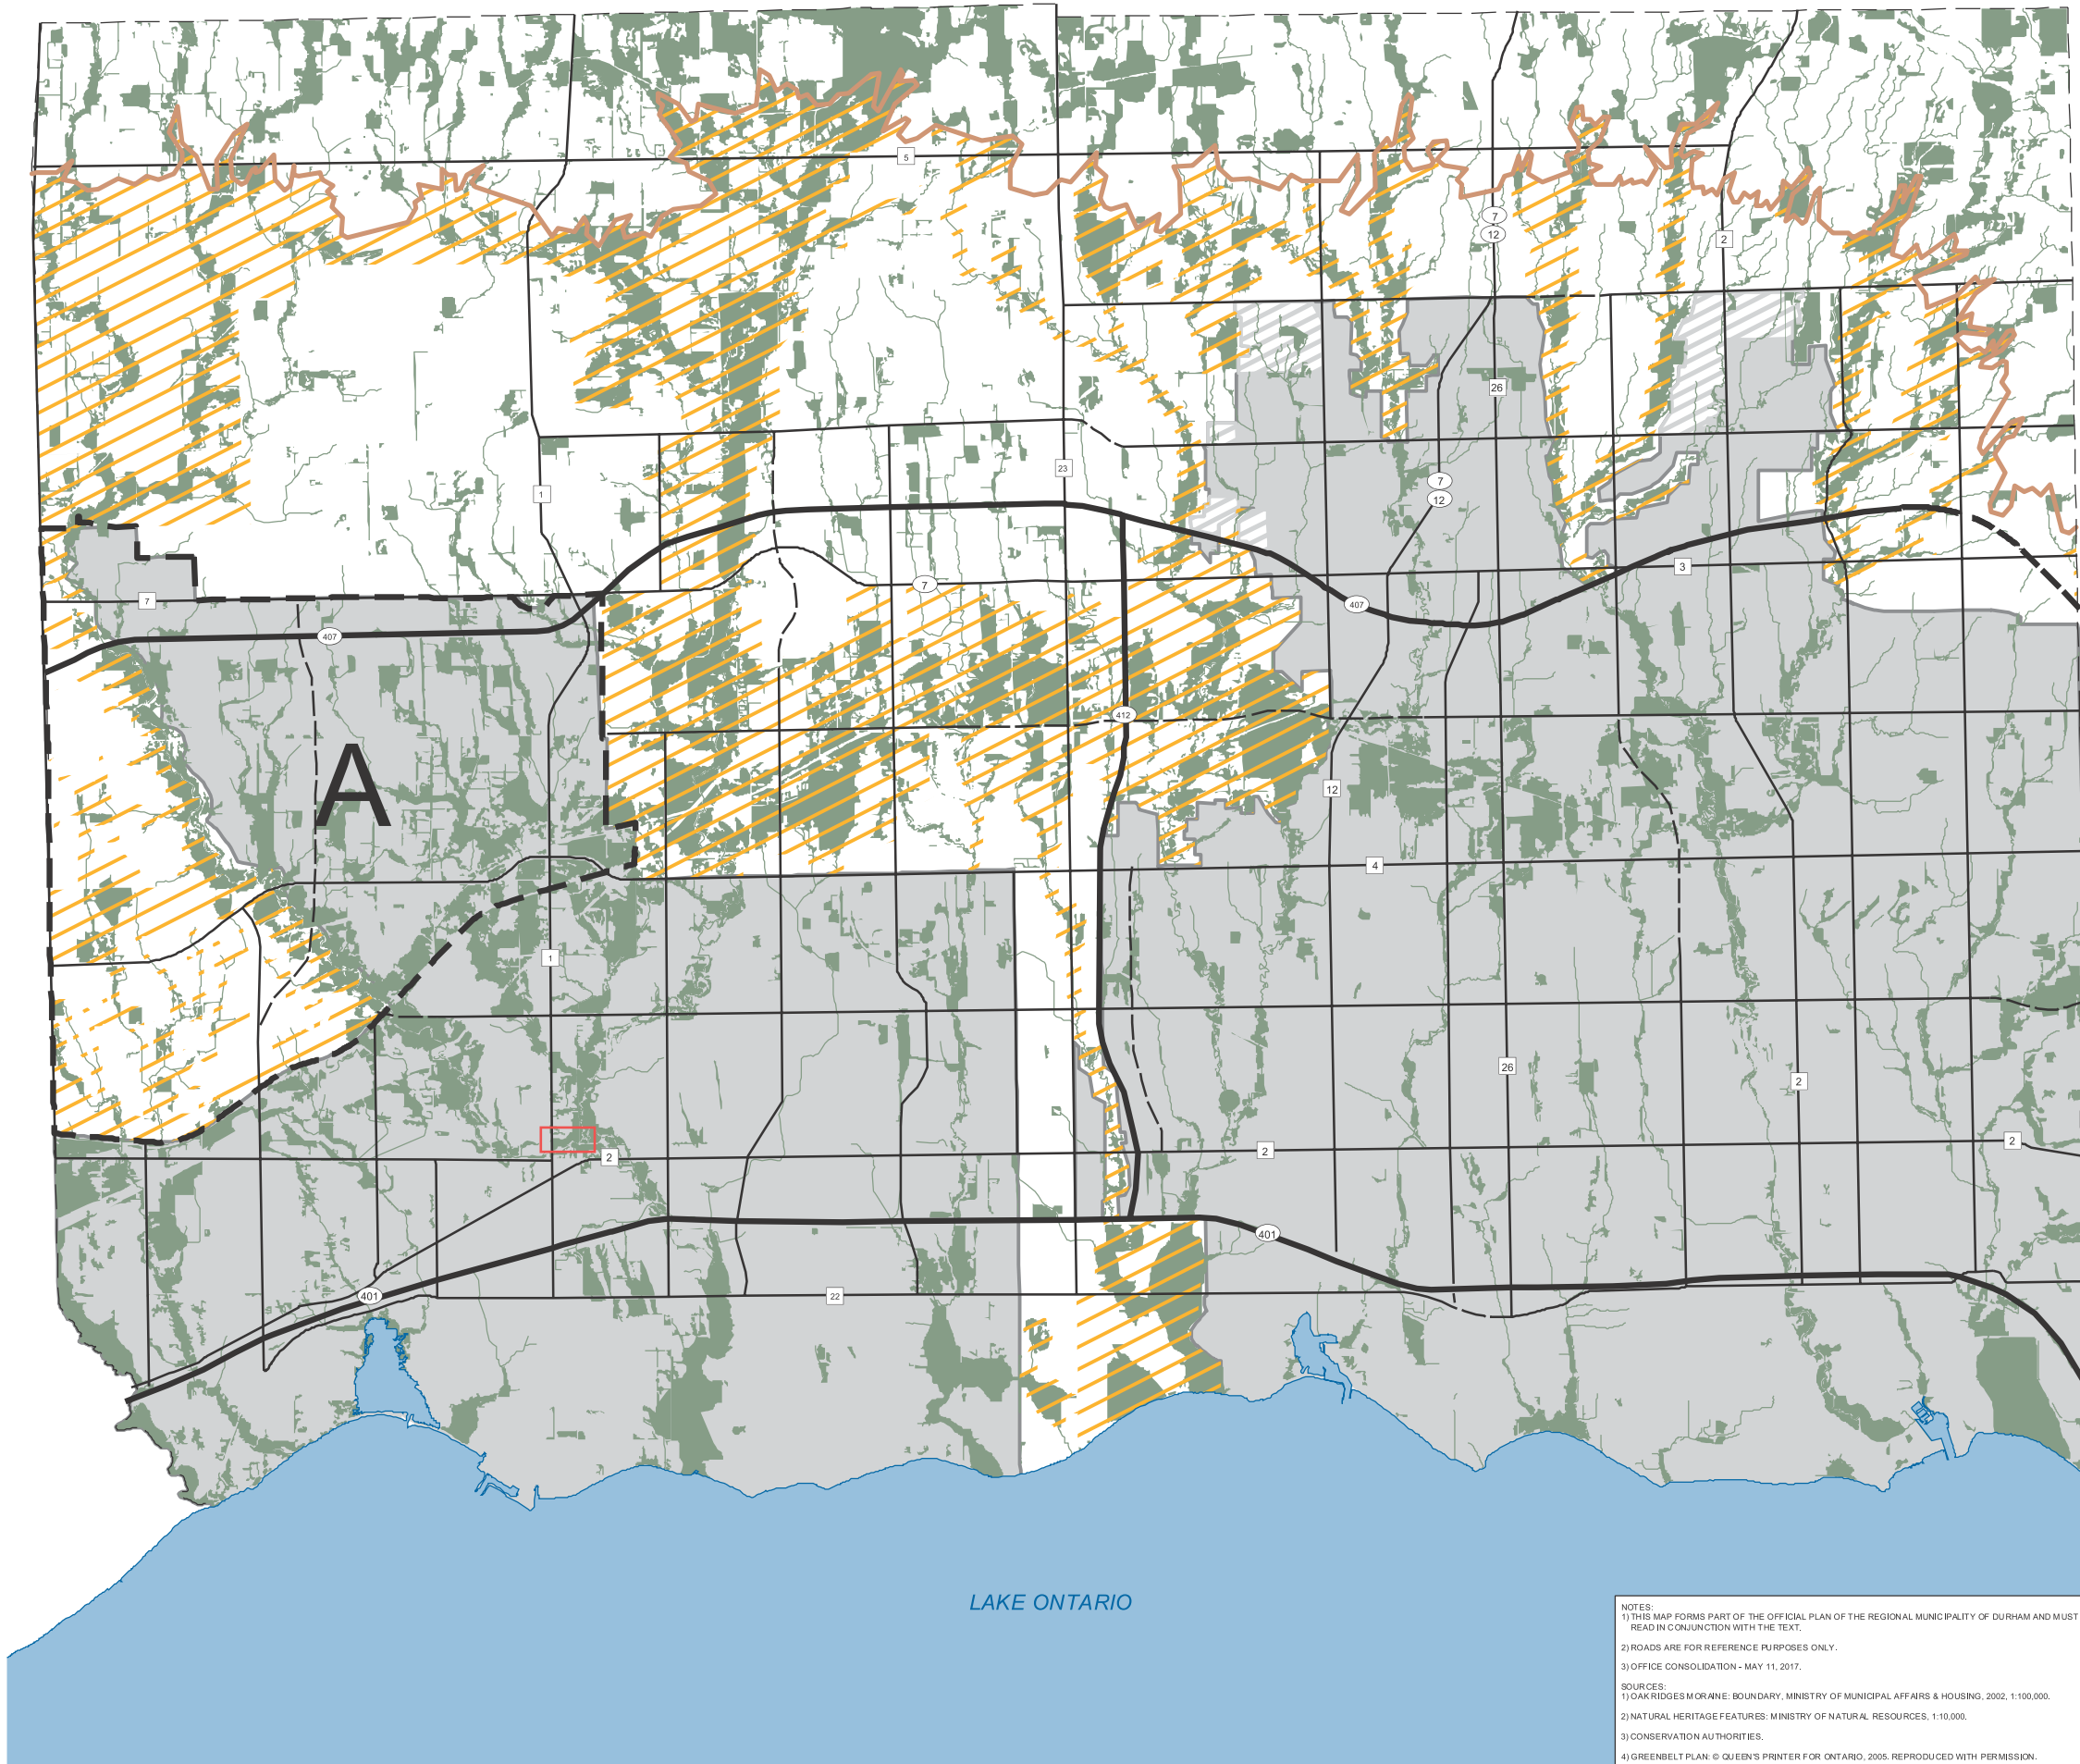 5
7
12
2
26
23
1
7
12
7
3
7
407
407
412
A
12
4
1
26
2
2
2
2
401
401
22
LAKE ONTARIO
NOTES:
1) THIS MAP FORMS PART OF THE OFFICIAL PLAN OF THE REGIONAL MUNICIPALITY OF DURHAM AND MUST
READ IN CONJUNCTION WITH THE TEXT.
2) ROADS ARE FOR REFERENCE PURPOSES ONLY.
3) OFFICE CONSOLIDATION - MAY 11, 2017.
SOURCES:
1) OAK RIDGES MORAINE: BOUNDARY, MINISTRY OF MUNICIPAL AFFAIRS & HOUSING, 2002, 1:100,000.
2) NATURAL HERITAGE FEATURES: MINISTRY OF NATURAL RESOURCES, 1:10,000.
3) CONSERVATION AUTHORITIES.
4) GREENBELT PLAN: © QUEEN'S PRINTER FOR ONTARIO, 2005. REPRODUCED WITH PERMISSION.